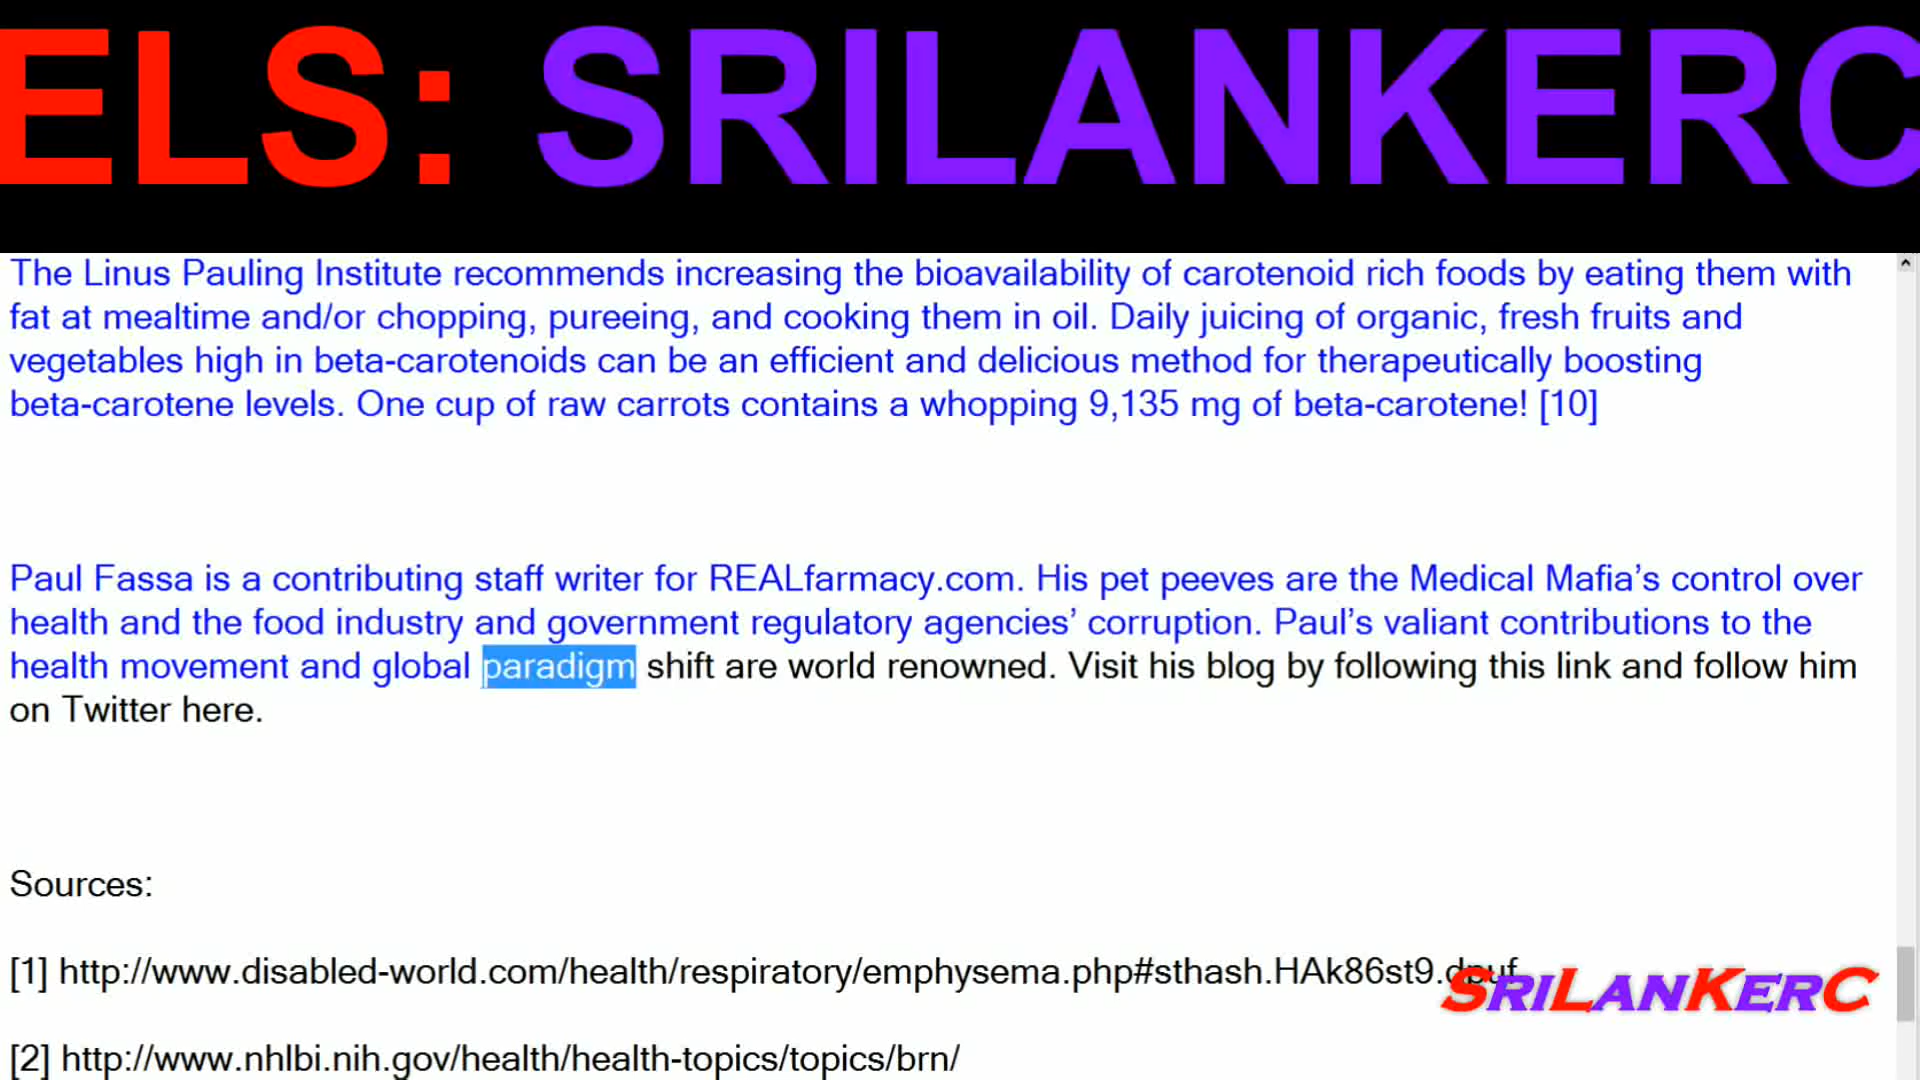 ELS: SRILANKERC
The Linus Pauling Institute recommends increasing the bioavailability of carotenoid rich foods by eating them with
fat at mealtime and/or chopping, pureeing, and cooking them in oil. Daily juicing of organic, fresh fruits and
vegetables high in beta-carotenoids can be an efficient and delicious method for therapeutically boosting
beta-carotene levels. One cup of raw carrots contains a whopping 9,135 mg of beta-carotene! [10]
Paul Fassa is a contributing staff writer for REALfarmacy.com. His pet peeves are the Medical Mafia’s control over
health and the food industry and government regulatory agencies’ corruption. Paul’s valiant contributions to the
health movement and global paradigm shift are world renowned. Visit his blog by following this link and follow him
on Twitter here.
Sources:
[1] http://www.disabled-world.com/health/respiratory/emphysema.php#sthash.HAk86st9.dpuf
SRILANKERC
[2] http://www.nhlbi.nih.gov/health/health-topics/topics/brn/